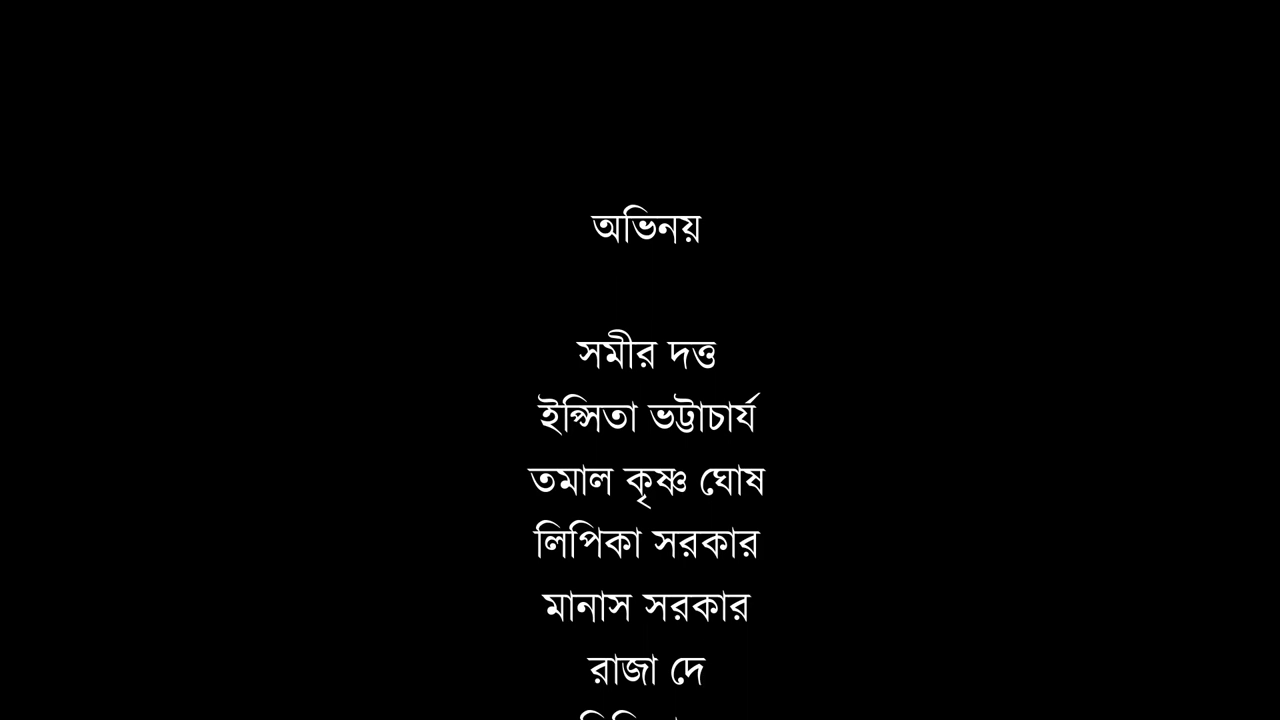 অভিনয়
সমীর দত্ত
ইপ্সিতা ভট্টাচার্য
তমাল কৃষ্ণ ঘোষ
লিপিকা সরকার
মানাস সরকার
রাজা দে